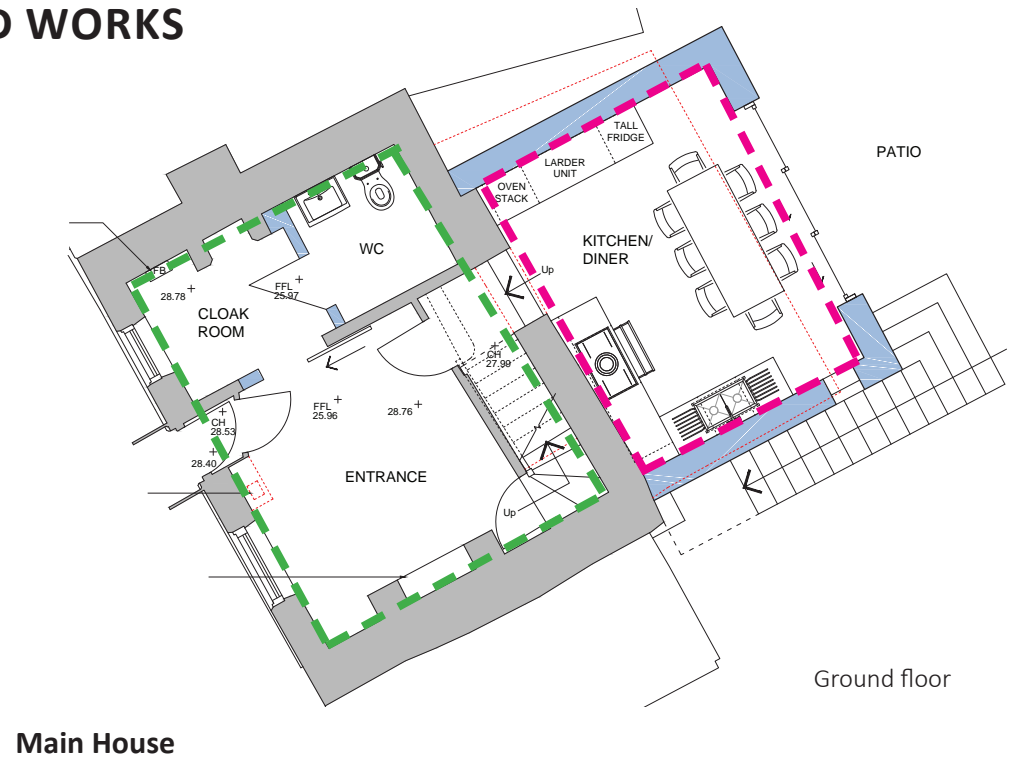 D WORKS
TALL
FRIDGE
LARDER
UNIT
OVEN
STACK
PATIO
KITCHEN/
DINER
Up
WC
FB
28.78
FFL
25.97
CLOAK
ROOM
CH
27.99
FFL
25.96
28.76
CH
28.53
28.40
ENTRANCE
Up
Ground floor
Main House